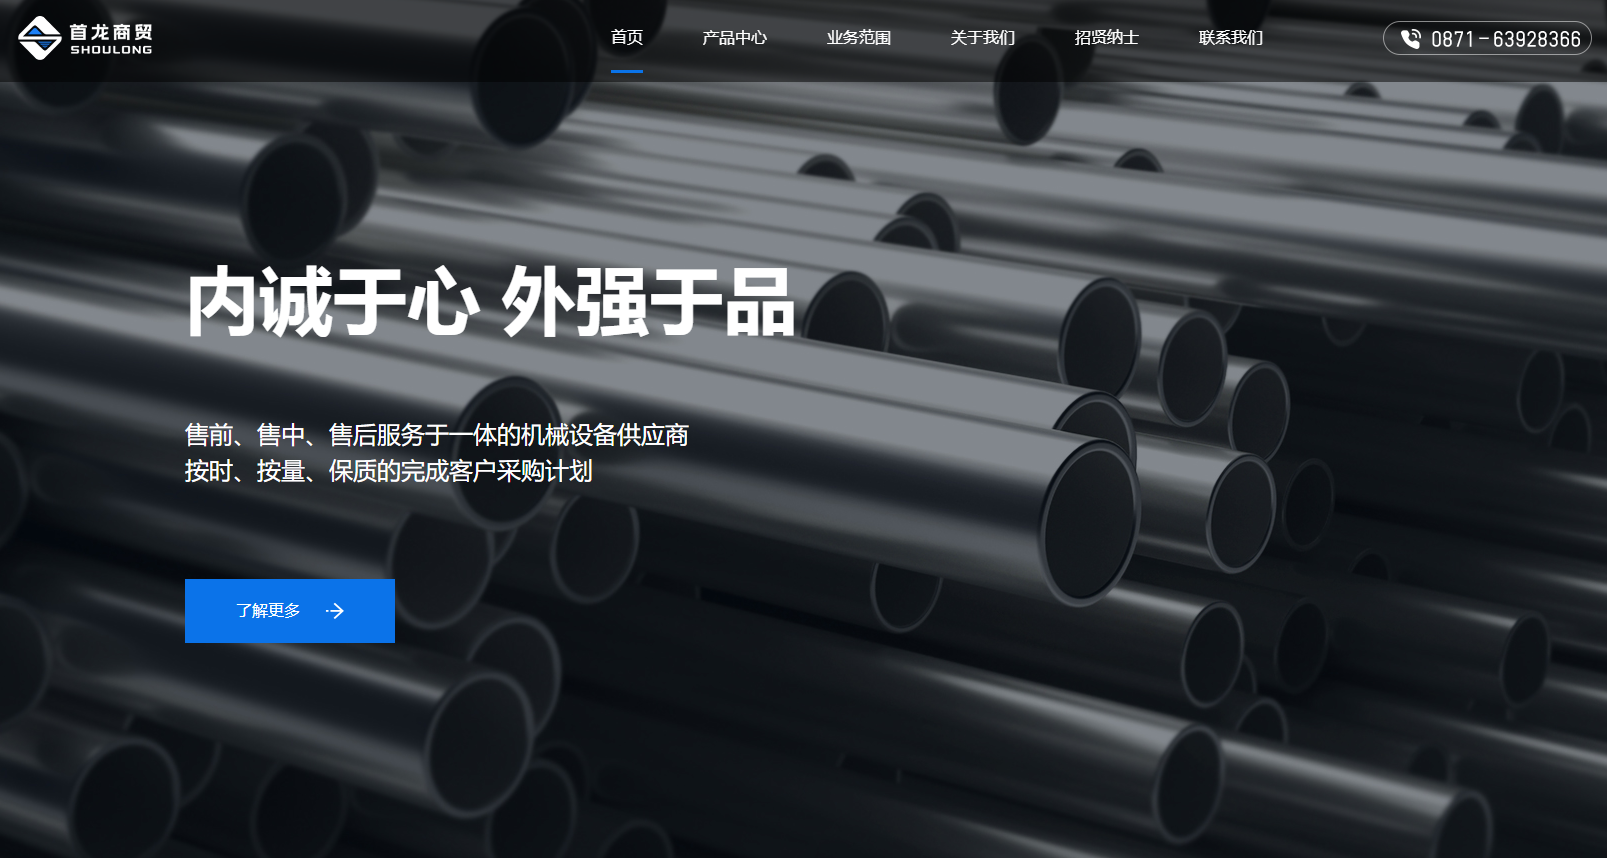 首龙商贸
SHOULONG
首页
产品中心
业务范围
关于我们
招贤纳士
联系我们
0871-63928366
内诚于心 外强于品
售前、售中、售后服务于一体的机械设备供应商
按时、按量、保质的完成客户采购计划
了解更多